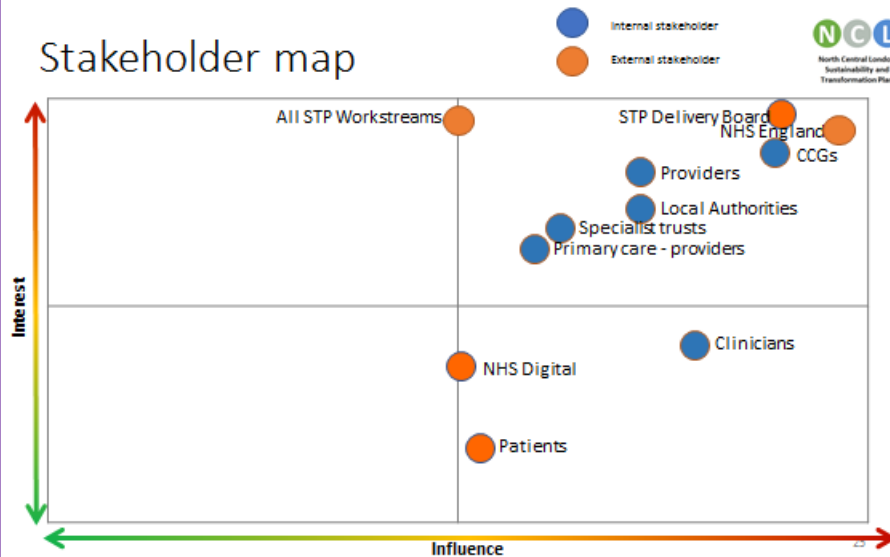 Stakeholder map
Internal stakeholder
External stakeholder
N C L
North Central London
Sustainability and
Transformation Plan
All STP Workstreams
STP Delivery Board
NHS England
CCGs
Providers
Local Authorities
Specialist trusts
Primary care - providers
Interest
Clinicians
NHS Digital
Patients
Influence
25